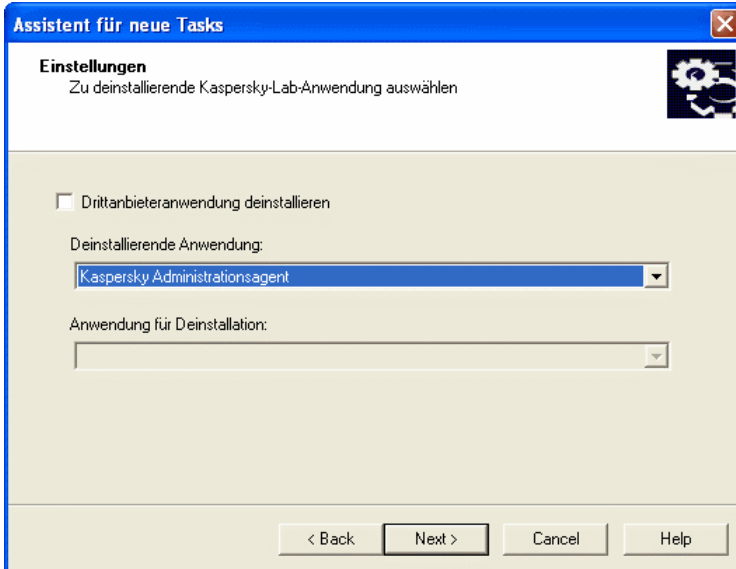 Assistent für neue Tasks
Einstellungen
Zu deinstallierende Kaspersky-Lab-Anwendung auswählen
Drittanbieteranwendung deinstallieren
Deinstallierende Anwendung:
Kaspersky Administrationsagent
Anwendung für Deinstallation:
< Back
Next >
Cancel
Help